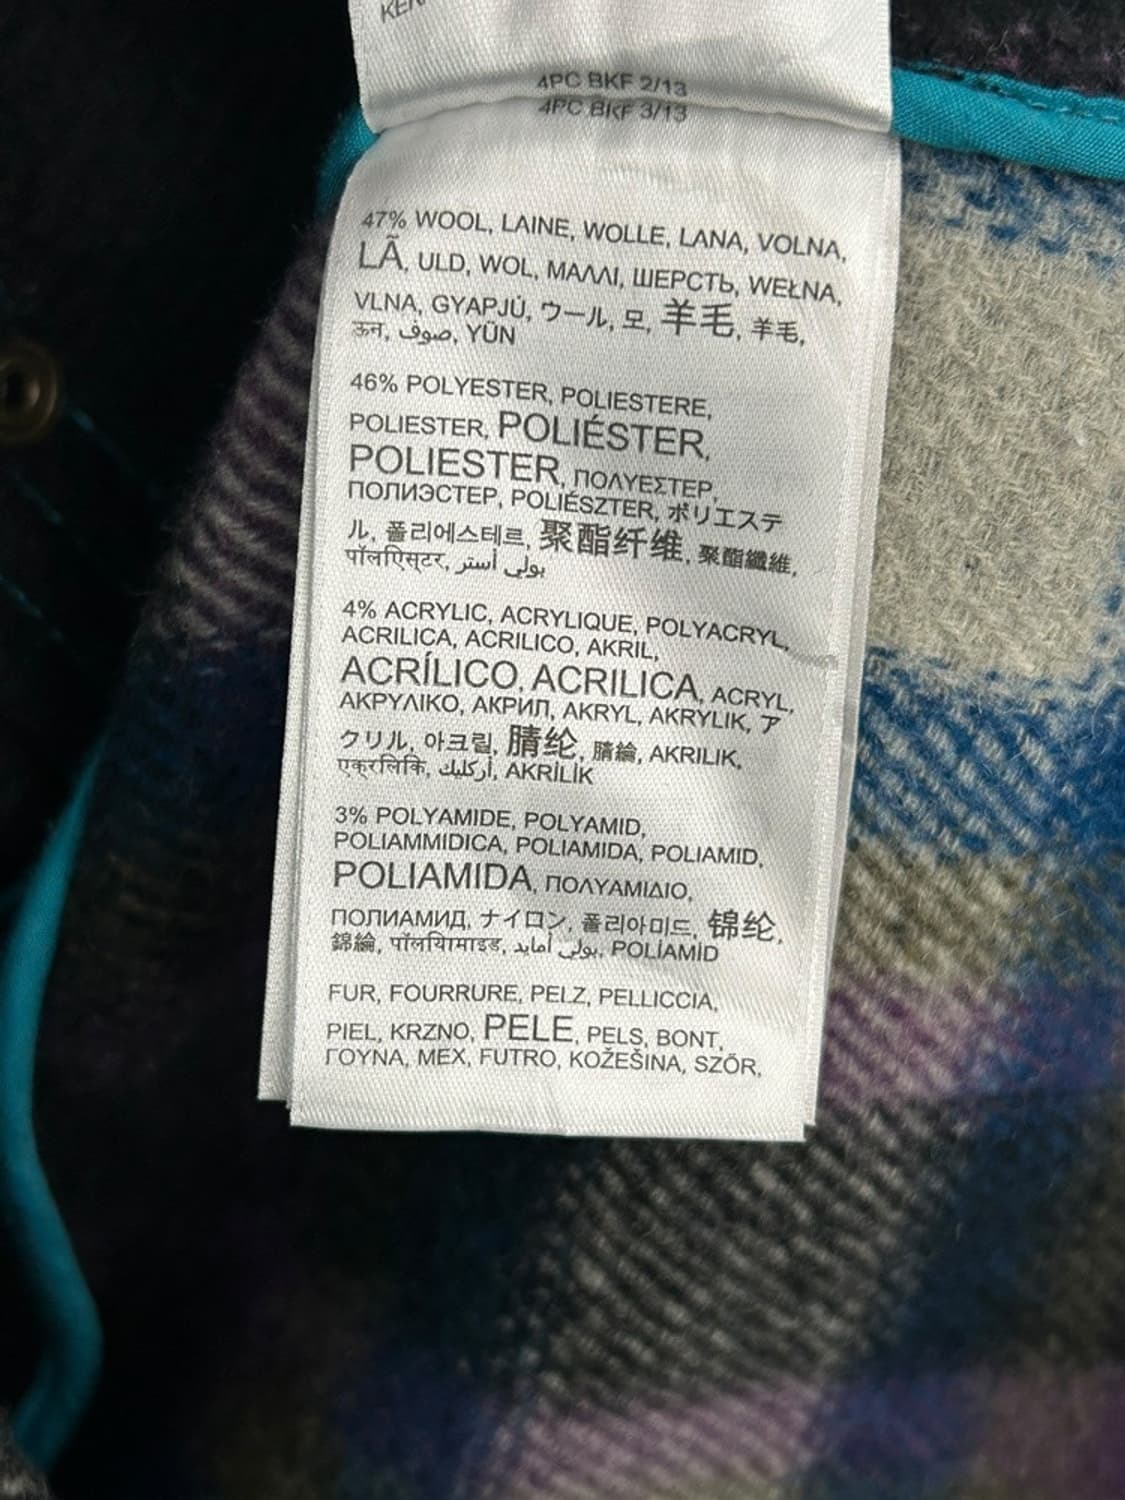 4PC BKF 2/13
4PC BKF 3/13
47% WOOL, LAINE, WOLLE, LANA, VOLNA,
LÃ, ULD, WOL, ΜΑΛΛΙ, ШЕРСТЬ, WEŁNA,
VLNA, GYAPJÚ, ウール, 모, 羊毛, 羊毛,
ऊन, صوف, YÜN
46% POLYESTER, POLIESTERE,
POLIESTER, POLIÉSTER,
POLIESTER, ΠΟΛΥΕΣΤΕΡ,
ПОЛИЭСТЕР, POLIÉSZTER, ポリエステ
ル, 폴리에스테르, 聚酯纤维, 聚酯纖維,
पॉलिएस्टर, بولي أستر
4% ACRYLIC, ACRYLIQUE, POLYACRYL,
ACRILICA, ACRILICO, AKRIL,
ACRÍLICO, ACRILICA, ACRYL,
ΑΚΡΥΛΙΚΟ, АКРИЛ, AKRYL, AKRYLIK, ア
クリル, 아크릴, 腈纶, 腈綸, AKRILIK,
एक्रलिकि, أركليك, AKRİLİK
3% POLYAMIDE, POLYAMID,
POLIAMMIDICA, POLIAMIDA, POLIAMID,
POLIAMIDA, ΠΟΛΥΑΜΙΔΙΟ,
ПОЛИАМИД, ナイロン, 폴리아미드, 锦纶,
錦綸, पॉलियामाइड, بولي أمايد, POLİAMİD
FUR, FOURRURE, PELZ, PELLICCIA,
PIEL, KRZNO, PELE, PELS, BONT,
ΓΟΥΝΑ, МЕХ, FUTRO, KOŽEŠINA, SZŐR,